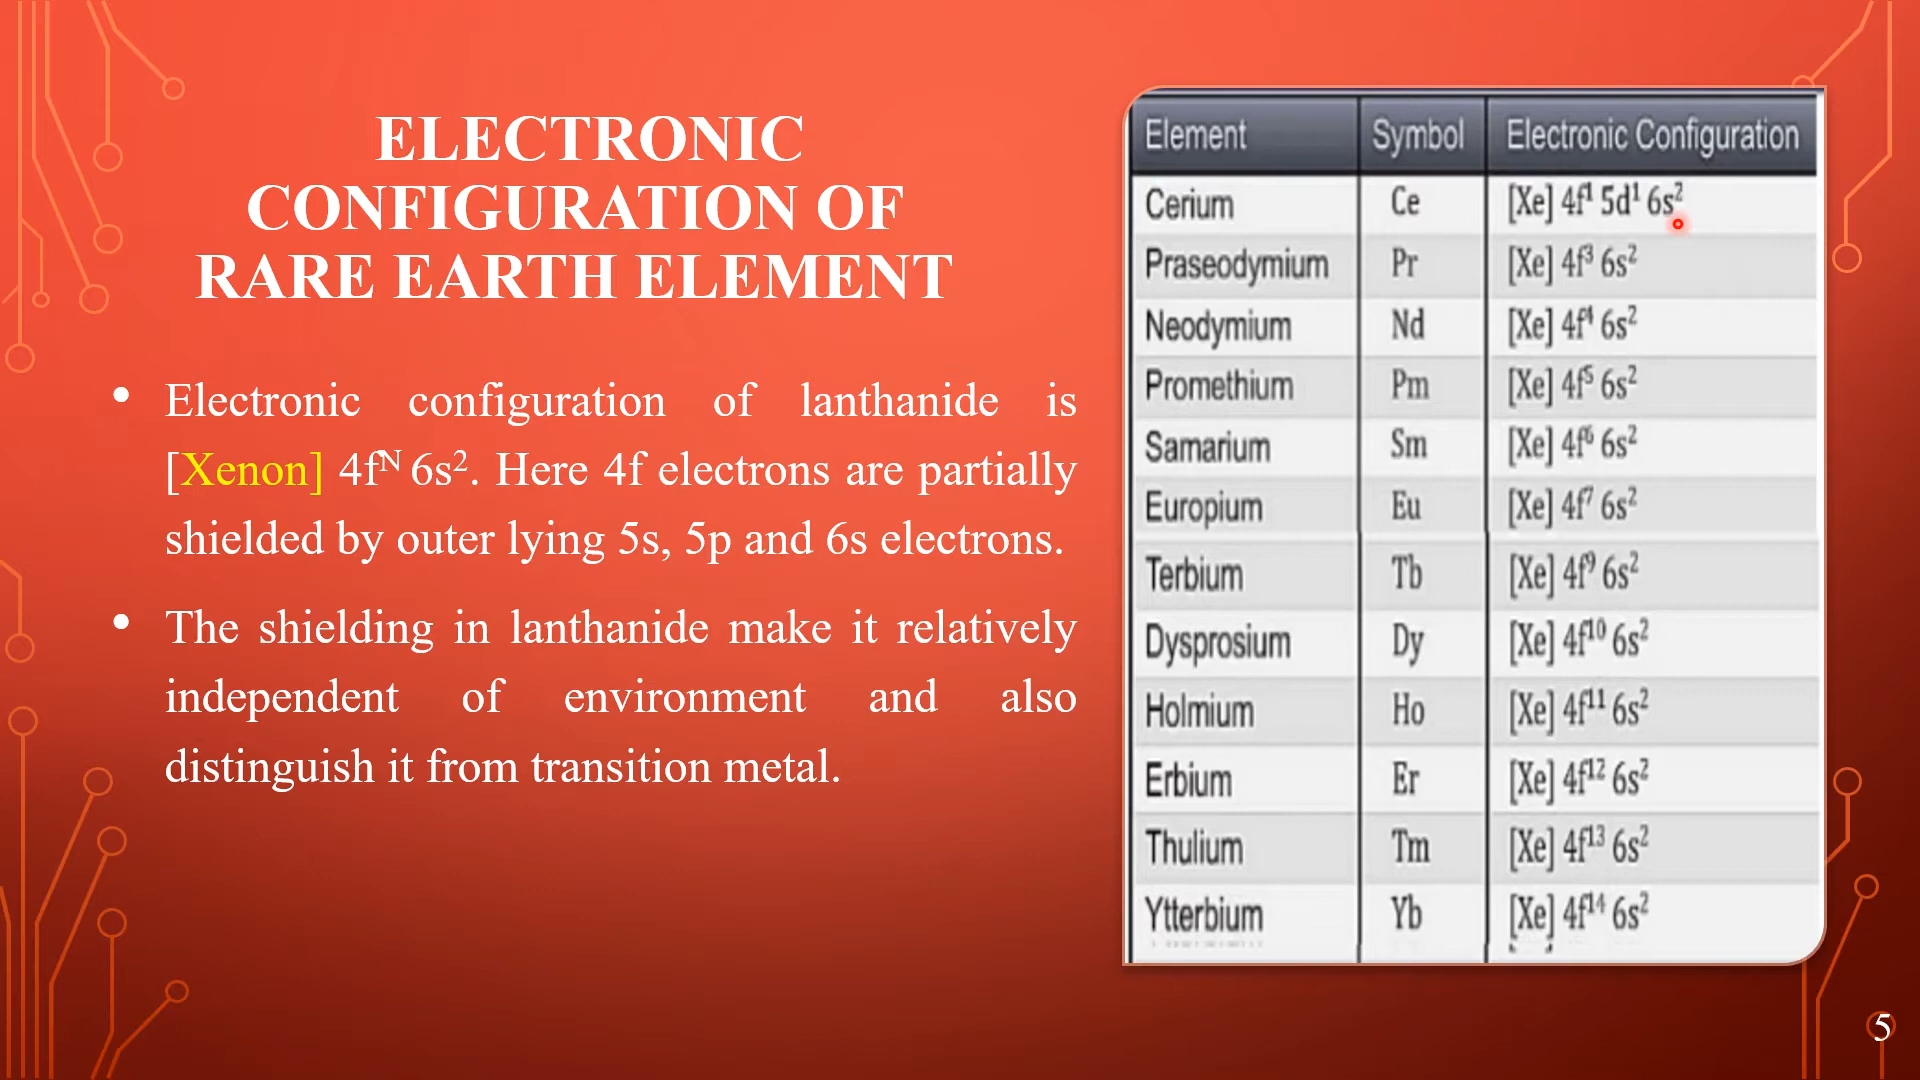 ELECTRONIC
CONFIGURATION OF
RARE EARTH ELEMENT
• Electronic configuration of lanthanide is
[Xenon] 4fᴺ 6s². Here 4f electrons are partially
shielded by outer lying 5s, 5p and 6s electrons.
• The shielding in lanthanide make it relatively
independent of environment and also
distinguish it from transition metal.
Element Symbol Electronic Configuration
Cerium Ce [Xe] 4f¹ 5d¹ 6s²
Praseodymium Pr [Xe] 4f³ 6s²
Neodymium Nd [Xe] 4f⁴ 6s²
Promethium Pm [Xe] 4f⁵ 6s²
Samarium Sm [Xe] 4f⁶ 6s²
Europium Eu [Xe] 4f⁷ 6s²
Terbium Tb [Xe] 4f⁹ 6s²
Dysprosium Dy [Xe] 4f¹⁰ 6s²
Holmium Ho [Xe] 4f¹¹ 6s²
Erbium Er [Xe] 4f¹² 6s²
Thulium Tm [Xe] 4f¹³ 6s²
Ytterbium Yb [Xe] 4f¹⁴ 6s²
5